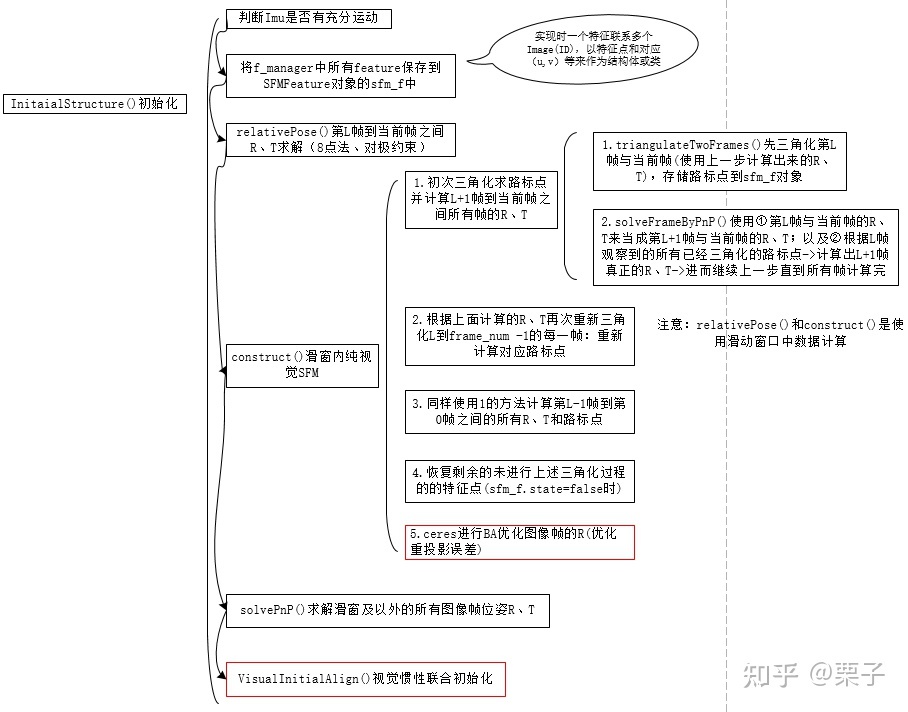 判断Imu是否有充分运动
实现时一个特征联系多个
Image(ID), 以特征点和对应
(u,v) 等来作为结构体或类
将f_manager中所有feature保存到
SFMFeature对象的sfm_f中
InitaialStructure()初始化
relativePose()第L帧到当前帧之间
R、T求解（8点法、对极约束）
1.初次三角化求路标点
并计算L+1帧到当前帧之
间所有帧的R、T
1.triangulateTwoFrames()先三角化第L
帧与当前帧(使用上一步计算出来的R、
T), 存储路标点到sfm_f对象
2.solveFrameByPnP()使用①第L帧与当前帧的R、
T来当成第L+1帧与当前帧的R、T；以及②根据L帧
观察到的所有已经三角化的路标点->计算出L+1帧
真正的R、T->进而继续上一步直到所有帧计算完
construct()滑窗内纯视
觉SFM
2.根据上面计算的R、T再次重新三角
化L到frame_num -1的每一帧：重新
计算对应路标点
注意：relativePose()和construct()是使
用滑动窗口中数据计算
3.同样使用1的方法计算第L-1帧到第
0帧之间的所有R、T和路标点
4.恢复剩余的未进行上述三角化过程
的的特征点(sfm_f.state=false时)
5.ceres进行BA优化图像帧的R(优化
重投影误差)
solvePnP()求解滑窗及以外的所有图像帧位姿R、T
VisualInitialAlign()视觉惯性联合初始化
知乎 @栗子